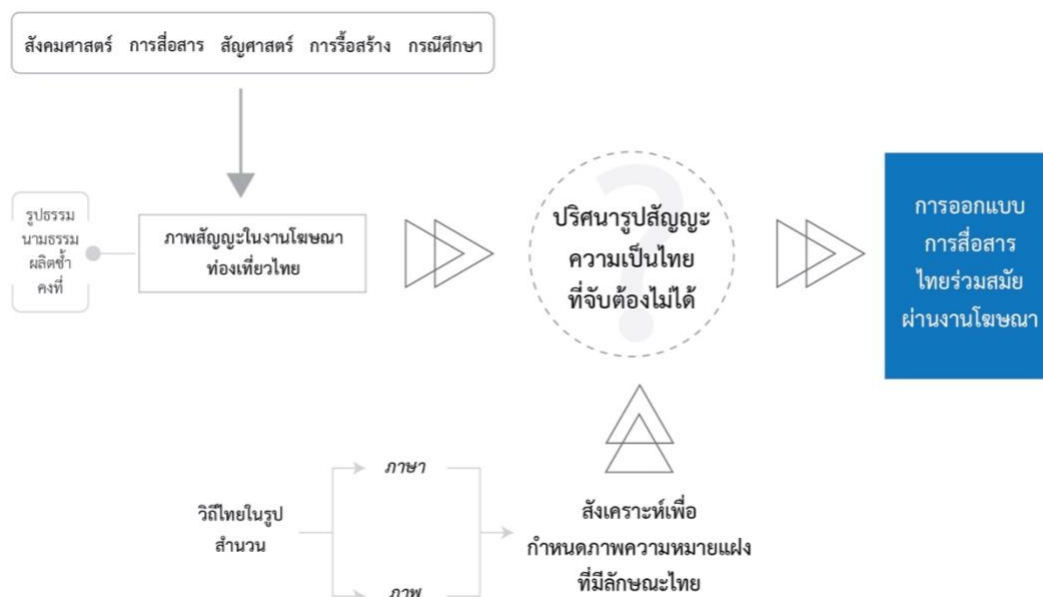 สังคมศาสตร์ การสื่อสาร สัญศาสตร์ การรื้อสร้าง กรณีศึกษา
รูปธรรม
นามธรรม
ผลิตซ้ำ
คงที่
ภาพสัญญะในงานโฆษณา
ท่องเที่ยวไทย
?
ปริศนารูปสัญญะ
ความเป็นไทย
ที่จับต้องไม่ได้
การออกแบบ
การสื่อสาร
ไทยร่วมสมัย
ผ่านงานโฆษณา
วิถีไทยในรูป
สำนวน
ภาษา
ภาพ
สังเคราะห์เพื่อ
กำหนดภาพความหมายแฝง
ที่มีลักษณะไทย